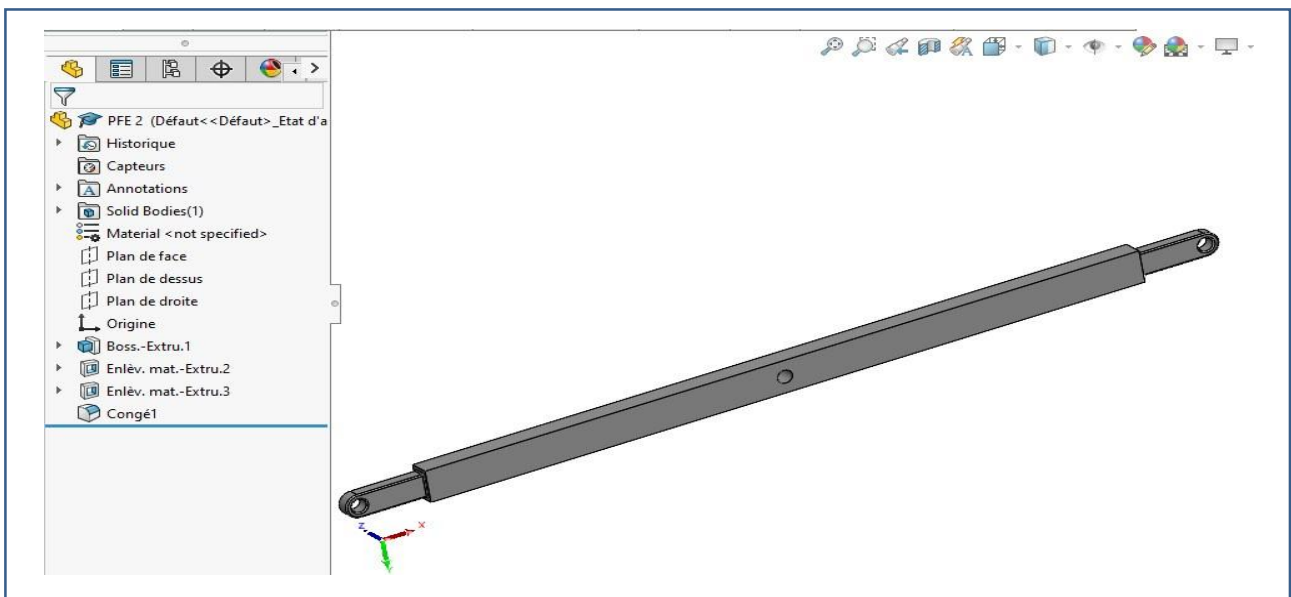 PFE 2 (Défaut<<Défaut>_Etat d'a
Historique
Capteurs
Annotations
Solid Bodies(1)
Material <not specified>
Plan de face
Plan de dessus
Plan de droite
Origine
Boss.-Extru.1
Enlèv. mat.-Extru.2
Enlèv. mat.-Extru.3
Congé1
Z
X
Y